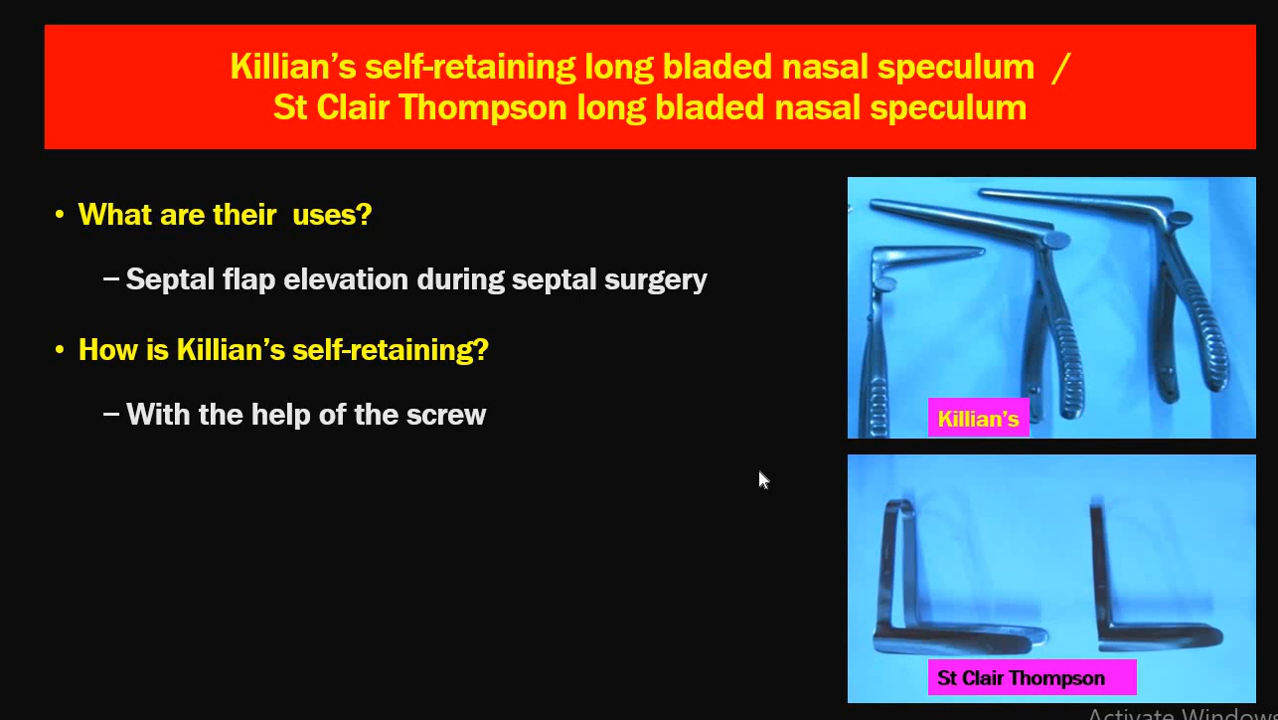 Killian’s self-retaining long bladed nasal speculum /
St Clair Thompson long bladed nasal speculum
• What are their uses?
– Septal flap elevation during septal surgery
• How is Killian’s self-retaining?
– With the help of the screw
Killian’s
St Clair Thompson
Activate Windows